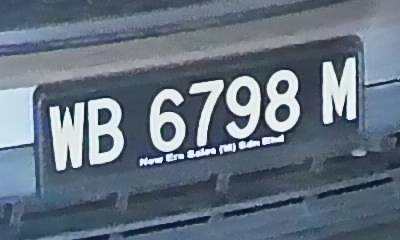 WB 6798 M
New Era Sales (M) Sdn Bhd